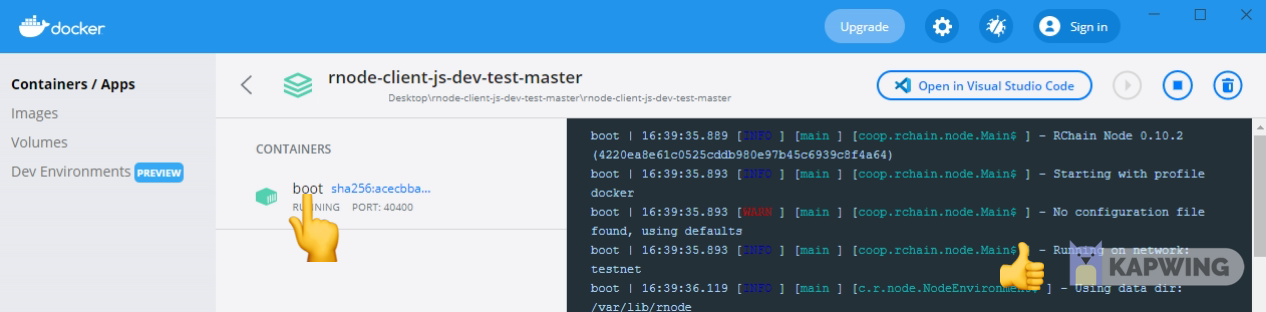 docker
Upgrade
Sign in
Containers / Apps
Images
Volumes
Dev Environments PREVIEW
rnode-client-js-dev-test-master
Desktop\rnode-client-js-dev-test-master\rnode-client-js-dev-test-master
Open in Visual Studio Code
CONTAINERS
boot sha256:acecbba...
PORT: 40400
boot | 16:39:35.889 [INFO ] [main ] [coop.rchain.node.Main$ ] - RChain Node 0.10.2
(4220ea8e61c0525cddb980e97b45c6939c8f4a64)
boot | 16:39:35.893 [INFO ] [main ] [coop.rchain.node.Main$ ] - Starting with profile
docker
boot | 16:39:35.893 [WARN ] [main ] [coop.rchain.node.Main$ ] - No configuration file
found, using defaults
boot | 16:39:35.893 [INFO ] [main ] [coop.rchain.node.Main$ ] - Running on network:
testnet
boot | 16:39:36.119 [INFO ] [main ] [c.r.node.NodeEnvironment$ ] - Using data dir:
/var/lib/rnode
KAPWING